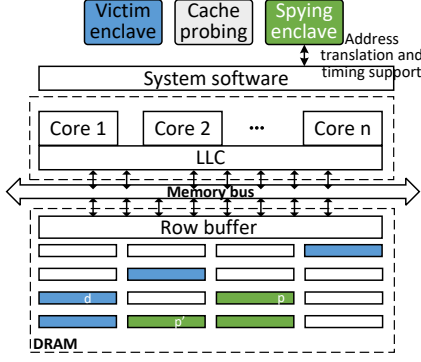 Victim
enclave
Cache
probing
Spying
enclave
Address
translation and
timing support
System software
Core 1
Core 2
...
Core n
LLC
Memory bus
Row buffer
d
p
p'
DRAM